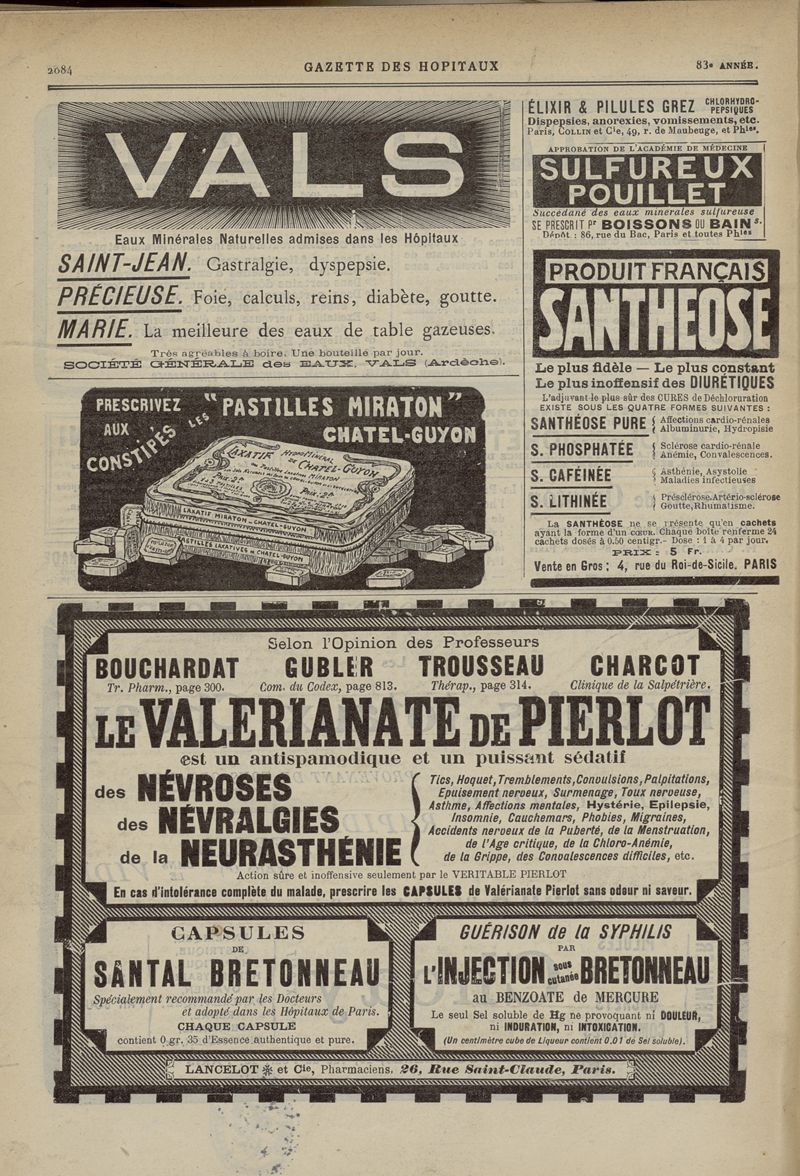 2084
GAZETTE DES HOPITAUX
83e ANNÉE.
VALS
Eaux Minérales Naturelles admises dans les Hôpitaux
SAINT-JEAN. Gastralgie, dyspepsie.
PRÉCIEUSE. Foie, calculs, reins, diabète, goutte.
MARIE. La meilleure des eaux de table gazeuses.
Très agréables à boire. Une bouteille par jour.
SOCIÉTÉ GÉNÉRALE des EAUX, VALS (Ardèche).
PRESCRIVEZ "PASTILLES MIRATON"
AUX CONSTIPÉS LES
CHATEL-GUYON
LAXATIF HYDROMINÉRAL
DE CHATEL-GUYON
LAXATIF MIRATON-CHATEL-GUYON
PASTILLES LAXATIVES CHATEL-GUYON
ÉLIXIR & PILULES GREZ CHLORHYDRO-PEPSIQUES
Dispepsies, anorexies, vomissements, etc.
Paris, COLLIN et Cie, 49, r. de Maubeuge, et Phies.
APPROBATION DE L'ACADÉMIE DE MÉDECINE
SULFUREUX
POUILLET
Succédané des eaux minérales sulfureuse
SE PRESCRIT Pr BOISSONS OU BAINS.
Dépôt : 86, rue du Bac, Paris et toutes Phies
PRODUIT FRANÇAIS
SANTHEOSE
Le plus fidèle — Le plus constant
Le plus inoffensif des DIURÉTIQUES
L'adjuvant le plus sûr des CURES de Déchloruration
EXISTE SOUS LES QUATRE FORMES SUIVANTES :
SANTHÉOSE PURE { Affections cardio-rénales
Albuminurie, Hydropisie
S. PHOSPHATÉE { Sclérose cardio-rénale
Anémie, Convalescences.
S. CAFÉINÉE { Asthénie, Asystolie
Maladies infectieuses
S. LITHINÉE { Présclérose, Artério-sclérose
Goutte, Rhumatisme.
La SANTHÉOSE ne se présente qu'en cachets
ayant la forme d'un cœur. Chaque boîte renferme 24
cachets dosés à 0.50 centigr.- Dose : 1 à 4 par jour.
PRIX : 5 Fr.
Vente en Gros : 4, rue du Roi-de-Sicile. PARIS
Selon l'Opinion des Professeurs
BOUCHARDAT GUBLER TROUSSEAU CHARCOT
Tr. Pharm., page 300. Com. du Codex, page 813. Thérap., page 314. Clinique de la Salpétrière.
LE VALERIANATE DE PIERLOT
est un antispamodique et un puissant sédatif
des NÉVROSES
des NÉVRALGIES
de la NEURASTHÉNIE
Tics, Hoquet, Tremblements, Convulsions, Palpitations,
Epuisement nerveux, Surmenage, Toux nerveuse,
Asthme, Affections mentales, Hystérie, Epilepsie,
Insomnie, Cauchemars, Phobies, Migraines,
Accidents nerveux de la Puberté, de la Menstruation,
de l'Age critique, de la Chloro-Anémie,
de la Grippe, des Convalescences difficiles, etc.
Action sûre et inoffensive seulement par le VERITABLE PIERLOT
En cas d'intolérance complète du malade, prescrire les CAPSULES de Valérianate Pierlot sans odeur ni saveur.
CAPSULES
DE
SANTAL BRETONNEAU
Spécialement recommandé par les Docteurs
et adopté dans les Hôpitaux de Paris.
CHAQUE CAPSULE
contient 0 gr. 35 d'Essence authentique et pure.
GUÉRISON de la SYPHILIS
PAR
L'INJECTION sous cutanée BRETONNEAU
au BENZOATE de MERCURE
Le seul Sel soluble de Hg ne provoquant ni DOULEUR,
ni INDURATION, ni INTOXICATION.
(Un centimètre cube de Liqueur contient 0.01 de Sel soluble).
LANCELOT et Cie, Pharmaciens, 26, Rue Saint-Claude, Paris.